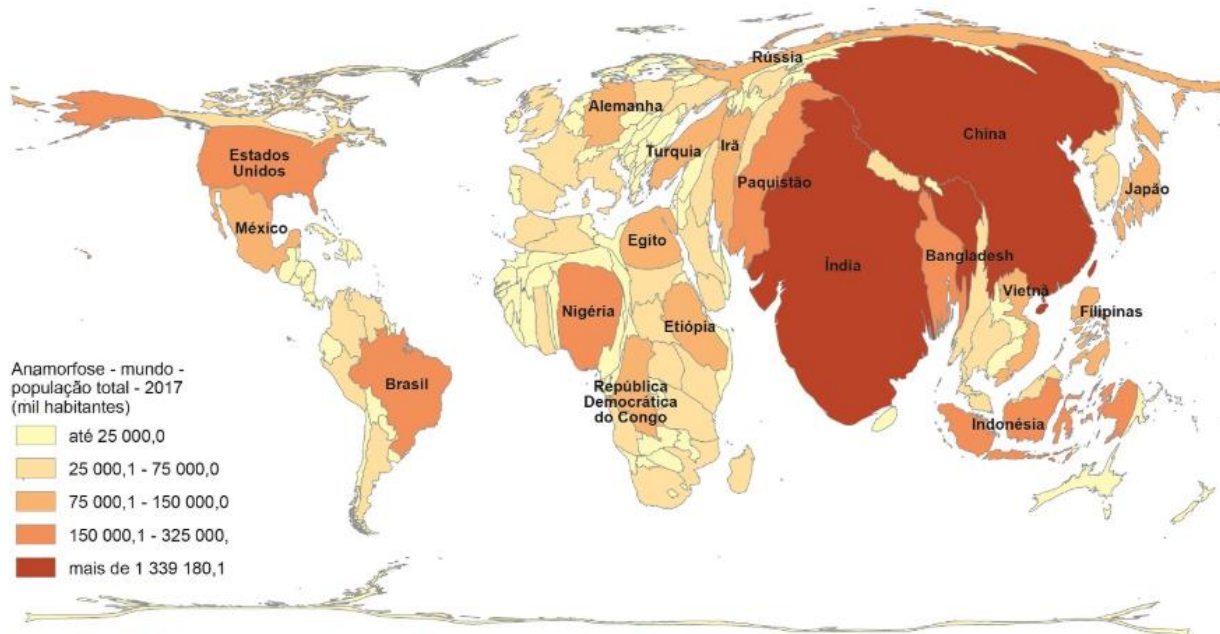 Rússia
Alemanha
China
Estados
Unidos
Turquia
Irã
Paquistão
Japão
México
Egito
Índia
Bangladesh
Vietnã
Filipinas
Nigéria
Etiópia
Brasil
República
Democrática
do Congo
Indonésia
Anamorfose - mundo -
população total - 2017
(mil habitantes)
até 25 000,0
25 000,1 - 75 000,0
75 000,1 - 150 000,0
150 000,1 - 325 000,
mais de 1 339 180,1